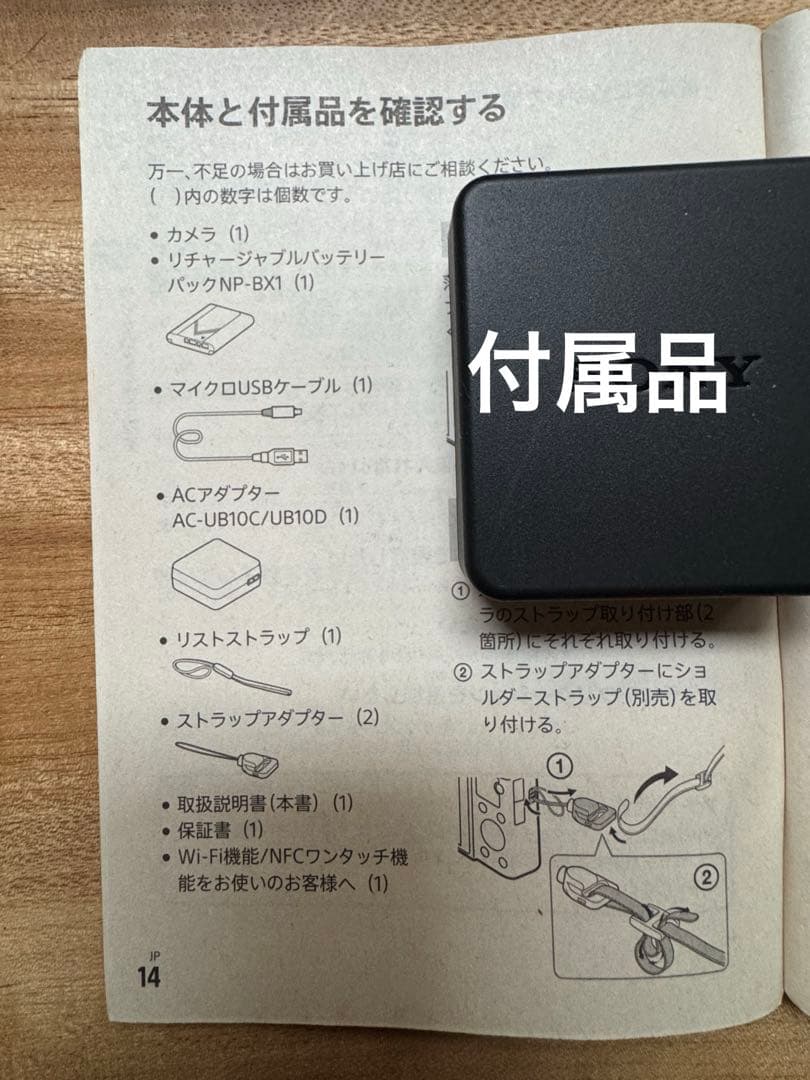 本体と付属品を確認する
万一、不足の場合はお買い上げ店にご相談ください。
(　)内の数字は個数です。
• カメラ (1)
• リチャージャブルバッテリー
パックNP-BX1 (1)
• マイクロUSBケーブル (1)
• ACアダプター
AC-UB10C/UB10D (1)
• リストストラップ (1)
• ストラップアダプター (2)
• 取扱説明書(本書) (1)
• 保証書 (1)
• Wi-Fi機能/NFCワンタッチ機
能をお使いのお客様へ (1)
JP
14
付属品
SONY
①
ラのストラップ取り付け部(2
箇所)にそれぞれ取り付ける。
② ストラップアダプターにショ
ルダーストラップ(別売)を取
り付ける。
①
②